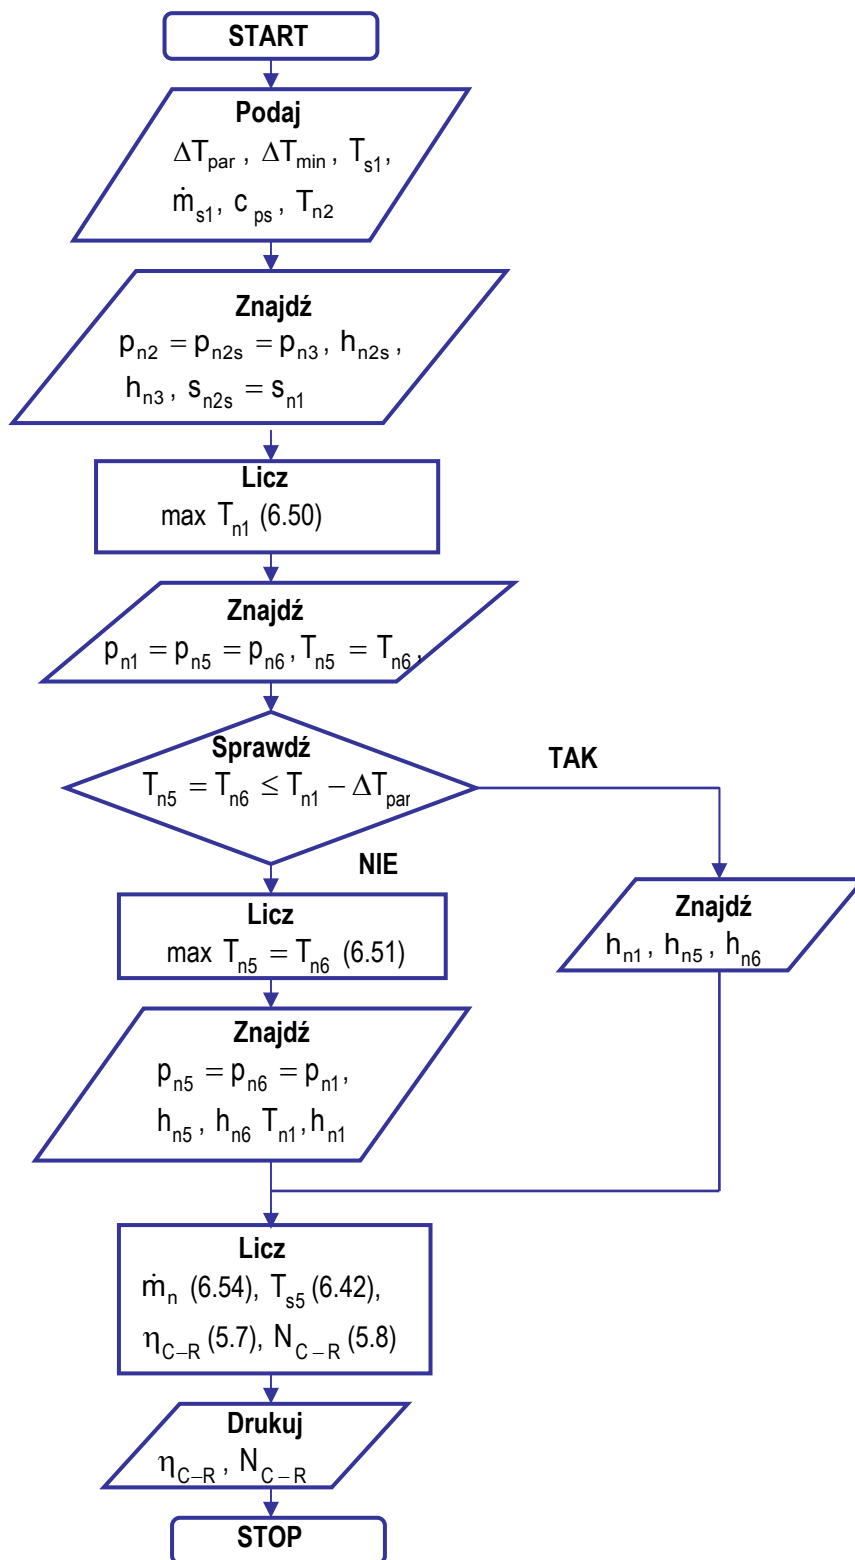 START
Podaj
ΔT_par , ΔT_min , T_s1,
ṁ_s1, c_ps , T_n2
Znajdź
p_n2 = p_n2s = p_n3 , h_n2s ,
h_n3 , s_n2s = s_n1
Licz
max T_n1 (6.50)
Znajdź
p_n1 = p_n5 = p_n6 , T_n5 = T_n6,
Sprawdź
T_n5 = T_n6 ≤ T_n1 − ΔT_par
TAK
NIE
Znajdź
h_n1 , h_n5 , h_n6
Licz
max T_n5 = T_n6 (6.51)
Znajdź
p_n5 = p_n6 = p_n1 ,
h_n5 , h_n6 T_n1 , h_n1
Licz
ṁ_n (6.54), T_s5 (6.42),
η_C–R (5.7), N_C–R (5.8)
Drukuj
η_C–R , N_C–R
STOP